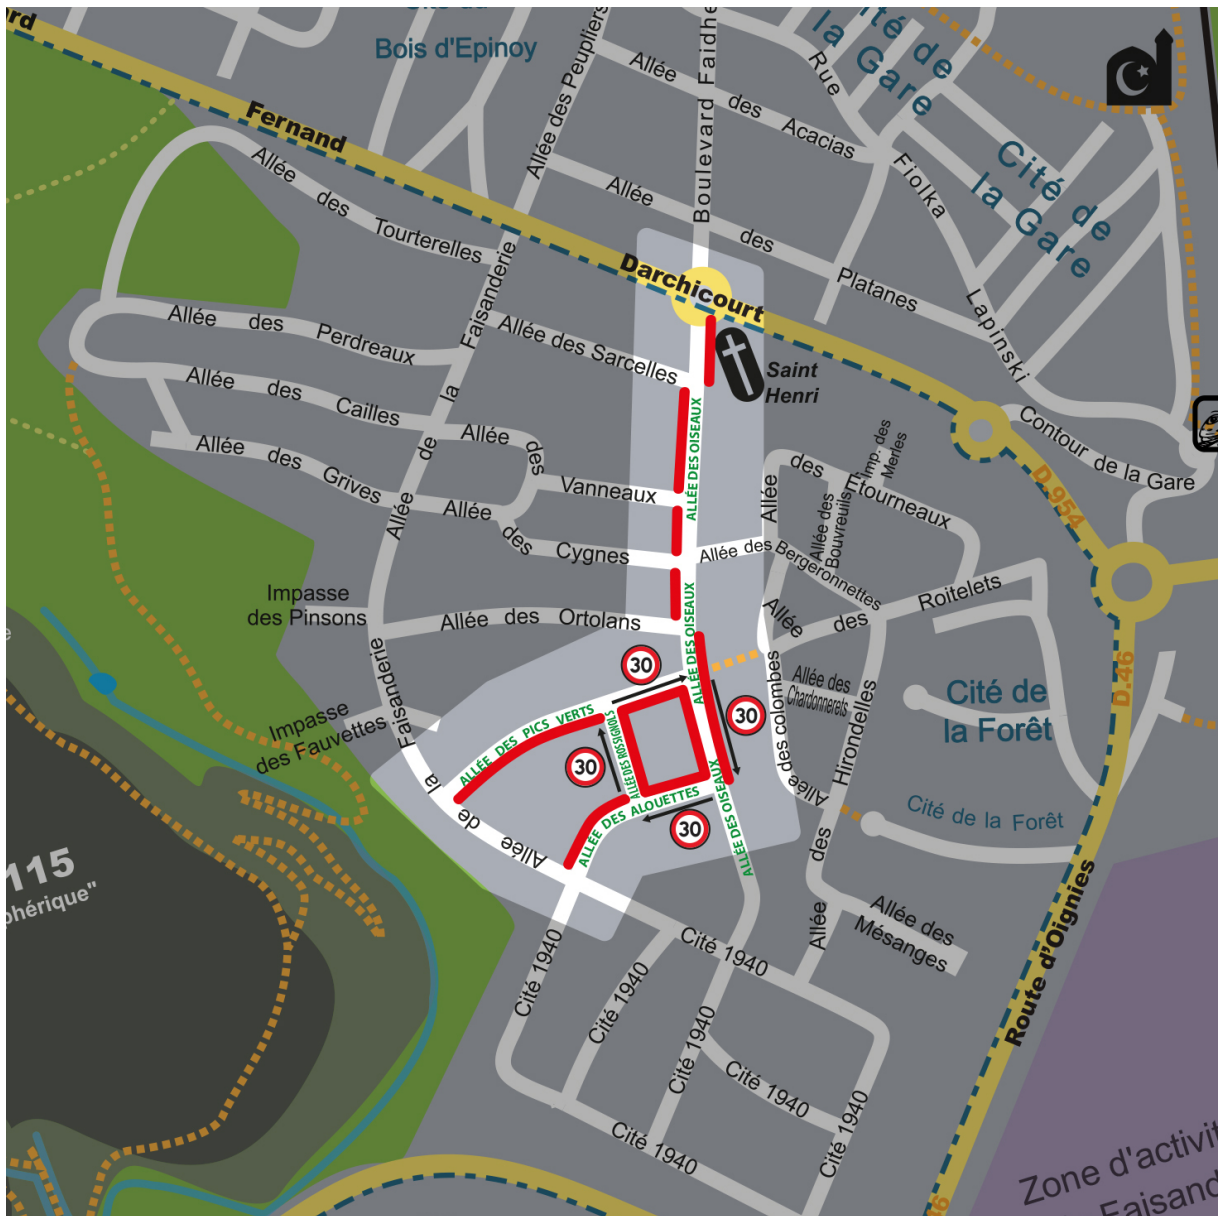 Bois d'Epinoy
Cité de
la Gare
Rue
Fiolka
Lapinski
Cité de
la Gare
Fernand
Darchicourt
Boulevard Faidhe
Allée des Peupliers
Allée des Acacias
Allée des Platanes
Allée des Tourterelles
Allée de la Faisanderie
Allée des Perdreaux
Allée des Sarcelles
Saint
Henri
Allée des Cailles
Allée des Vanneaux
Allée des Grives
Allée des Cygnes
ALLÉE DES OISEAUX
Allée des Bergeronnettes
Allée des Etourneaux
Imp. des
Merles
Allée des
Bouvreuils
Contour de la Gare
D.954
Impasse
des Pinsons
Allée des Ortolans
ALLÉE DES OISEAUX
Allée des Roitelets
D.46
Impasse
des Fauvettes
Allée de la Faisanderie
30
ALLÉE DES PICS VERTS
ALLÉE DES ROSSIGNOLS
30
30
30
ALLÉE DES ALOUETTES
ALLÉE DES OISEAUX
Allée des colombes
Allée des
Chardonnerets
Allée des Hirondelles
Cité de
la Forêt
Cité de la Forêt
Allée des
Mésanges
Route d'Oignies
115
phérique"
Cité 1940
Cité 1940
Cité 1940
Cité 1940
Cité 1940
Cité 1940
Cité 1940
Zone d'activit
Faisand
46